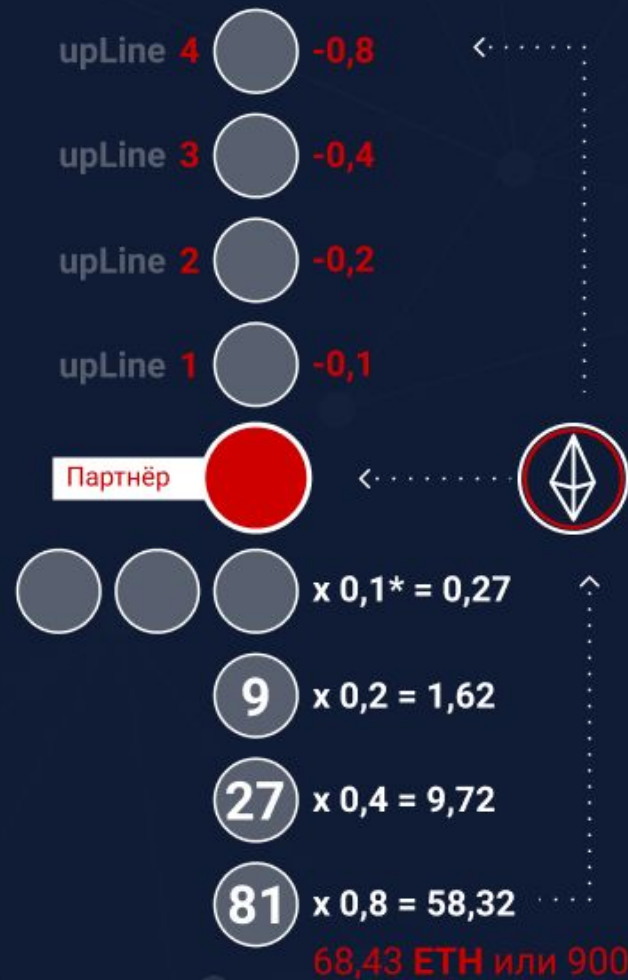 upLine 4 -0,8
upLine 3 -0,4
upLine 2 -0,2
upLine 1 -0,1
Партнёр
x 0,1* = 0,27
9 x 0,2 = 1,62
27 x 0,4 = 9,72
81 x 0,8 = 58,32
68,43 ETH или 900